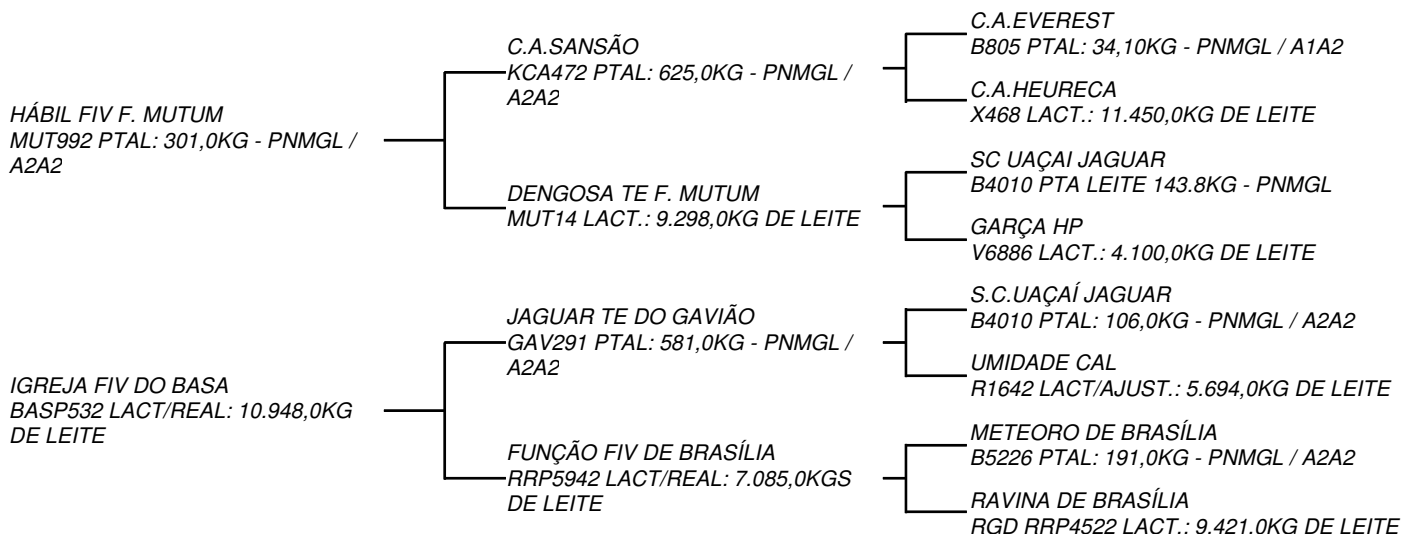 HÁBIL FIV F. MUTUM
MUT992 PTAL: 301,0KG - PNMGL /
A2A2
IGREJA FIV DO BASA
BASP532 LACT/REAL: 10.948,0KG
DE LEITE
C.A.SANSÃO
KCA472 PTAL: 625,0KG - PNMGL /
A2A2
DENGOSA TE F. MUTUM
MUT14 LACT.: 9.298,0KG DE LEITE
JAGUAR TE DO GAVIÃO
GAV291 PTAL: 581,0KG - PNMGL /
A2A2
FUNÇÃO FIV DE BRASÍLIA
RRP5942 LACT/REAL: 7.085,0KGS
DE LEITE
C.A.EVEREST
B805 PTAL: 34,10KG - PNMGL / A1A2
C.A.HEURECA
X468 LACT.: 11.450,0KG DE LEITE
SC UAÇAI JAGUAR
B4010 PTA LEITE 143.8KG - PNMGL
GARÇA HP
V6886 LACT.: 4.100,0KG DE LEITE
S.C.UAÇAÍ JAGUAR
B4010 PTAL: 106,0KG - PNMGL / A2A2
UMIDADE CAL
R1642 LACT/AJUST.: 5.694,0KG DE LEITE
METEORO DE BRASÍLIA
B5226 PTAL: 191,0KG - PNMGL / A2A2
RAVINA DE BRASÍLIA
RGD RRP4522 LACT.: 9.421,0KG DE LEITE